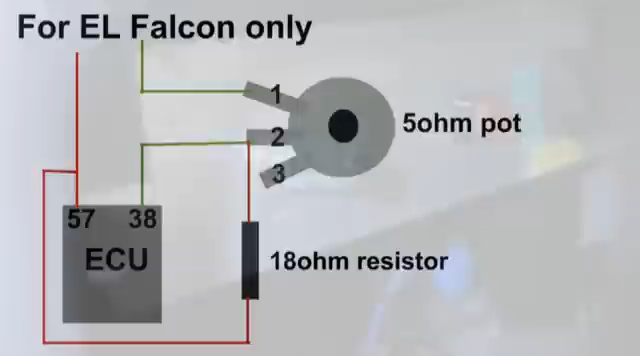 For EL Falcon only
1
2
3
5ohm pot
57 38
ECU
18ohm resistor